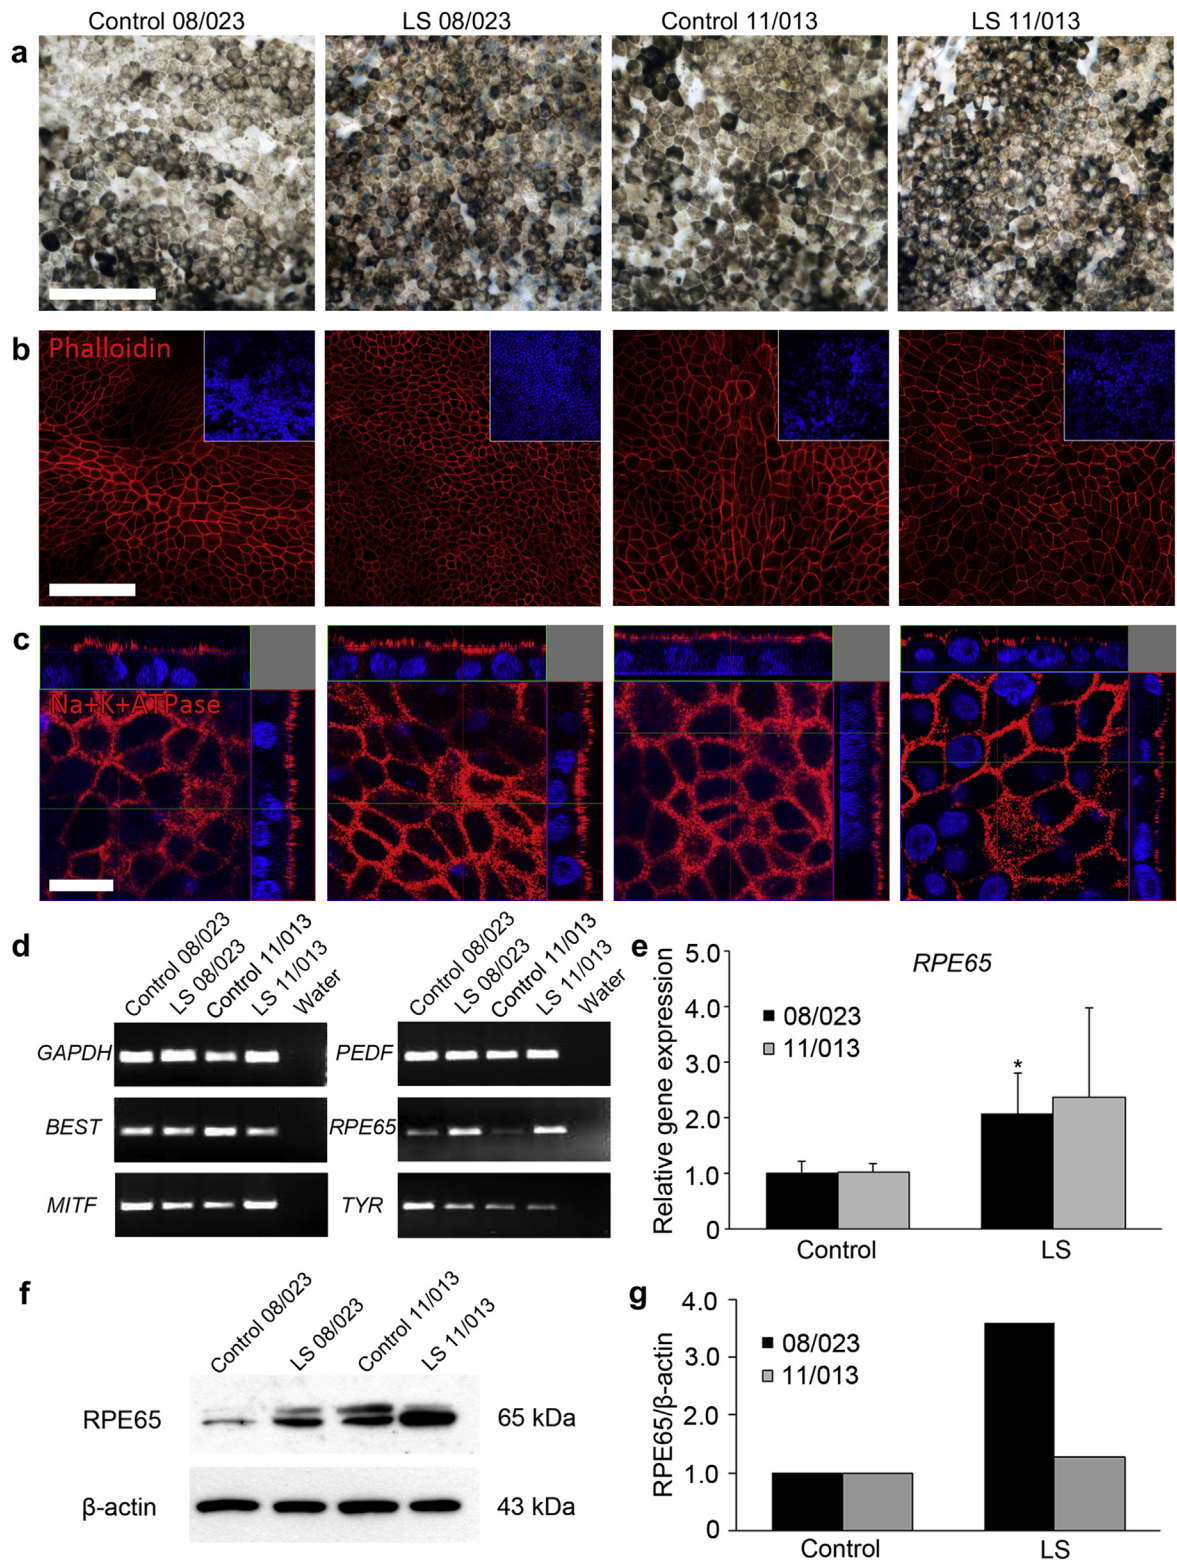 Control 08/023 LS 08/023 Control 11/013 LS 11/013
a
b Phalloidin
c
Na+K+ATPase
d
Control 08/023 LS 08/023 Control 11/013 LS 11/013 Water
GAPDH
BEST
MITF
Control 08/023 LS 08/023 Control 11/013 LS 11/013 Water
PEDF
RPE65
TYR
e
RPE65
Relative gene expression
5.0
4.0
3.0
2.0
1.0
0
08/023
11/013
*
Control LS
f
Control 08/023 LS 08/023 Control 11/013 LS 11/013
RPE65 65 kDa
β-actin 43 kDa
g
RPE65/β-actin
4.0
3.0
2.0
1.0
0
08/023
11/013
Control LS